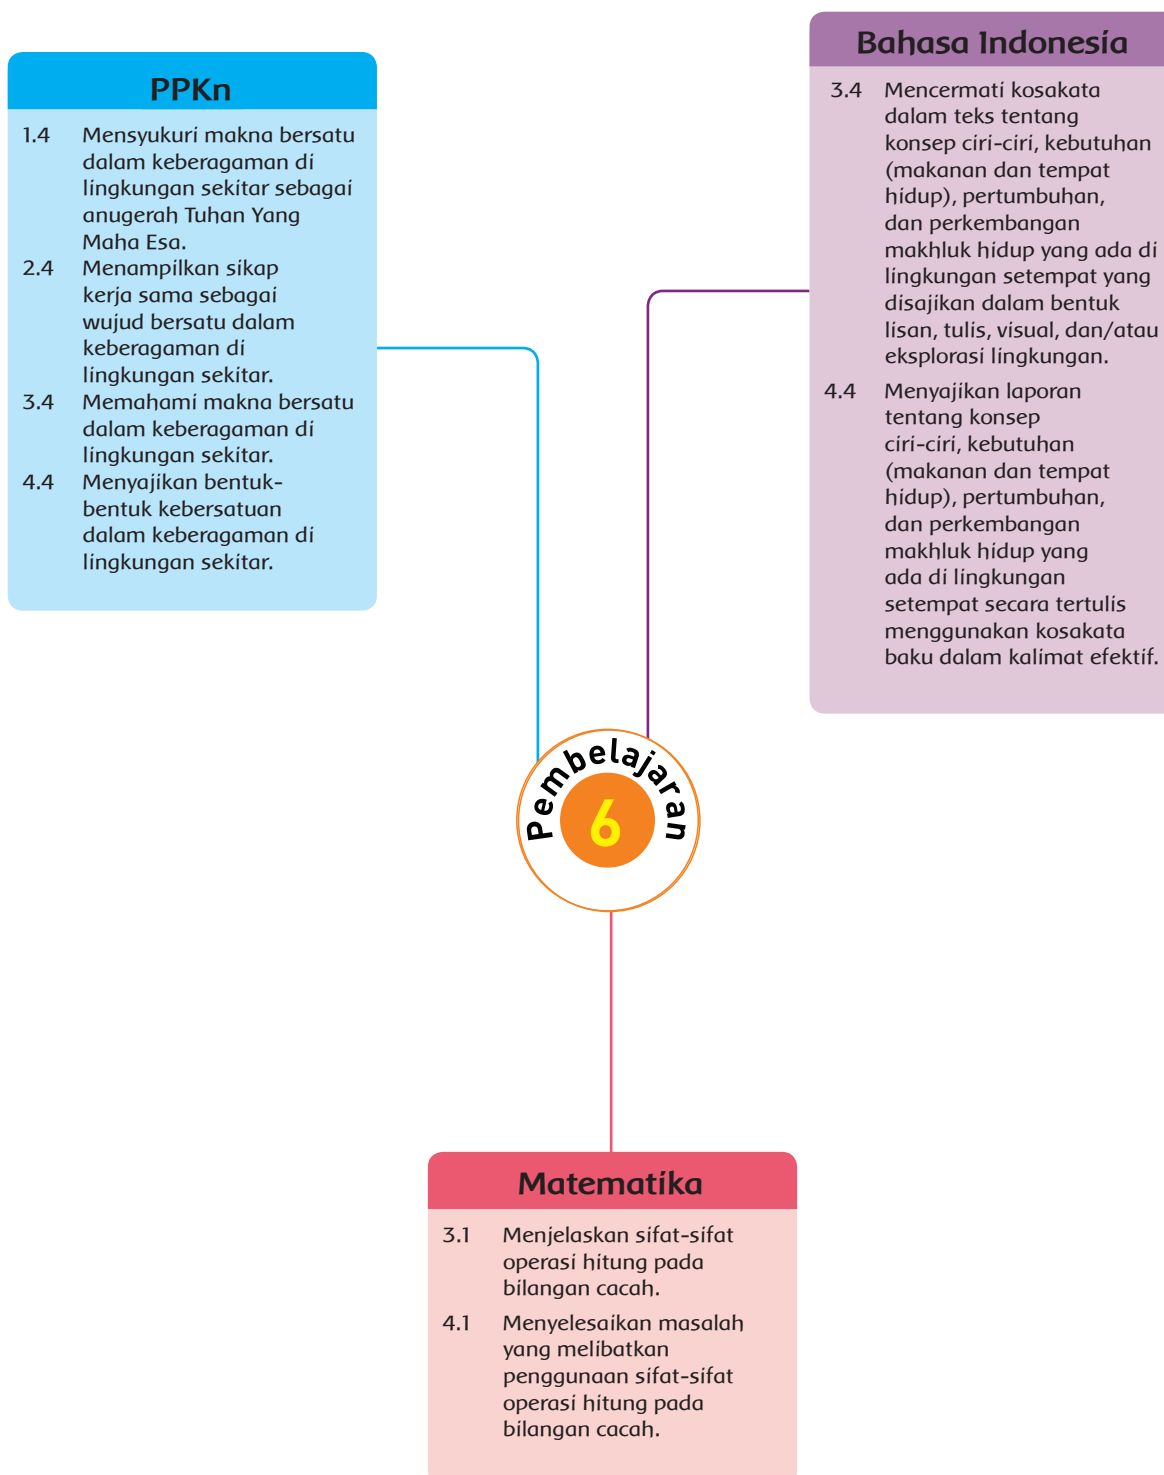 PPKn
1.4 Mensyukuri makna bersatu
dalam keberagaman di
lingkungan sekitar sebagai
anugerah Tuhan Yang
Maha Esa.
2.4 Menampilkan sikap
kerja sama sebagai
wujud bersatu dalam
keberagaman di
lingkungan sekitar.
3.4 Memahami makna bersatu
dalam keberagaman di
lingkungan sekitar.
4.4 Menyajikan bentuk-
bentuk kebersatuan
dalam keberagaman di
lingkungan sekitar.
Bahasa Indonesia
3.4 Mencermati kosakata
dalam teks tentang
konsep ciri-ciri, kebutuhan
(makanan dan tempat
hidup), pertumbuhan,
dan perkembangan
makhluk hidup yang ada di
lingkungan setempat yang
disajikan dalam bentuk
lisan, tulis, visual, dan/atau
eksplorasi lingkungan.
4.4 Menyajikan laporan
tentang konsep
ciri-ciri, kebutuhan
(makanan dan tempat
hidup), pertumbuhan,
dan perkembangan
makhluk hidup yang
ada di lingkungan
setempat secara tertulis
menggunakan kosakata
baku dalam kalimat efektif.
Pembelajaran
6
Matematika
3.1 Menjelaskan sifat-sifat
operasi hitung pada
bilangan cacah.
4.1 Menyelesaikan masalah
yang melibatkan
penggunaan sifat-sifat
operasi hitung pada
bilangan cacah.